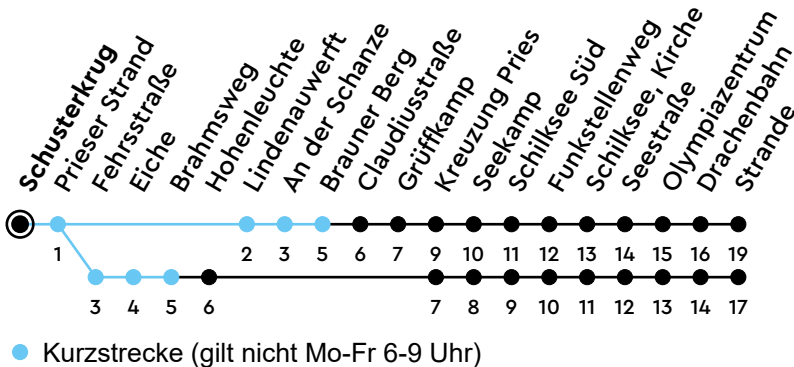 Schusterkrug
Prieser Strand
Fehrsstraße
Eiche
Brahmsweg
Hohenleuchte
Lindenauwerft
An der Schanze
Brauner Berg
Claudiusstraße
Grüffkamp
Kreuzung Pries
Seekamp
Schilksee Süd
Funkstellenweg
Schilksee, Kirche
Seestraße
Olympiazentrum
Drachenbahn
Strande
1 2 3 5 6 7 9 10 11 12 13 14 15 16 19
3 4 5 6 7 8 9 10 11 12 13 14 17
Kurzstrecke (gilt nicht Mo-Fr 6-9 Uhr)